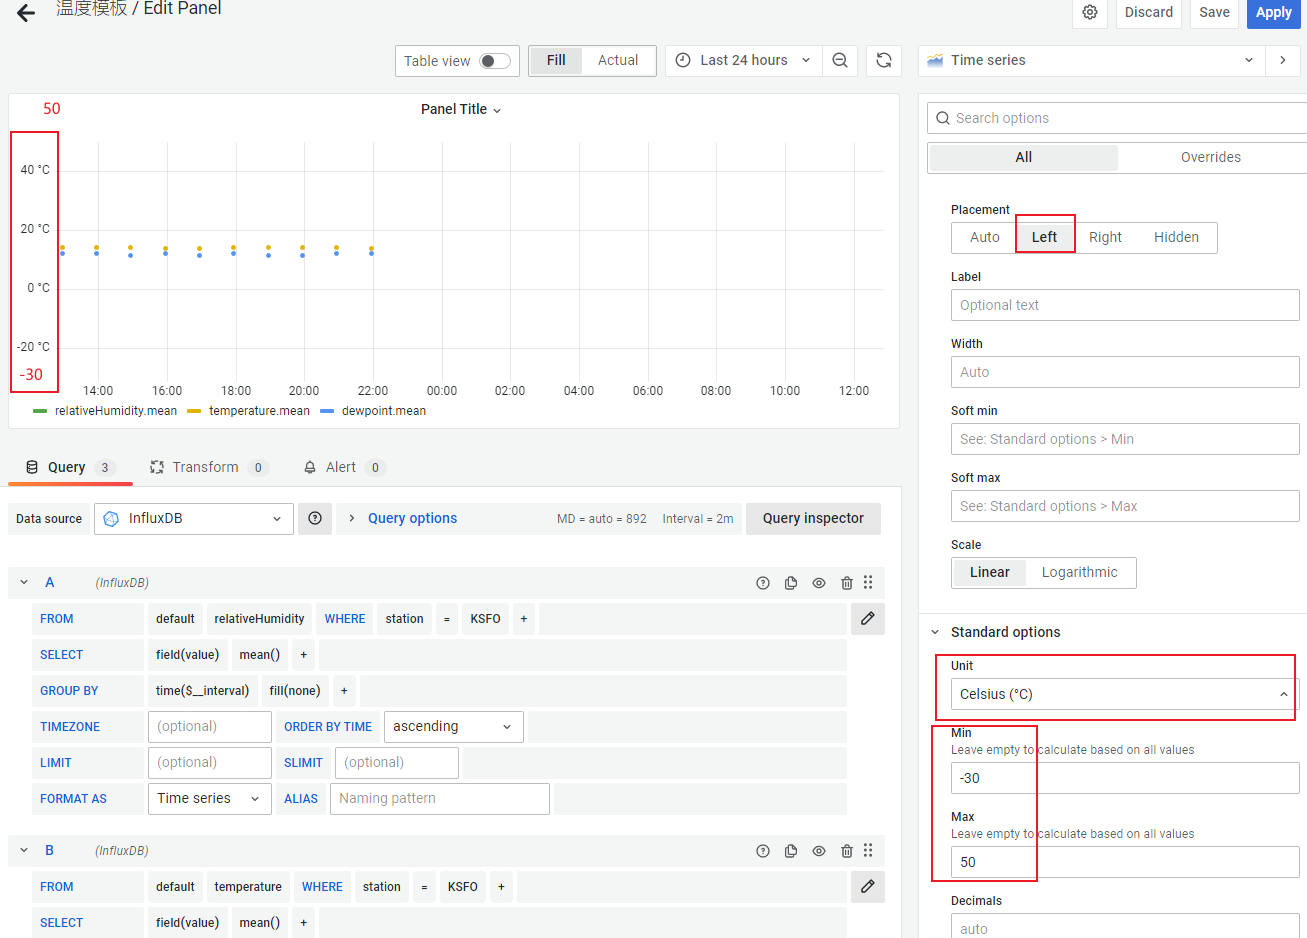 温度模板 / Edit Panel
Discard Save Apply
Table view Fill Actual Last 24 hours Time series
50 Panel Title
Search options
All Overrides
40 °C
20 °C
0 °C
-20 °C
-30
14:00 16:00 18:00 20:00 22:00 00:00 02:00 04:00 06:00 08:00 10:00 12:00
relativeHumidity.mean temperature.mean dewpoint.mean
Placement
Auto Left Right Hidden
Label
Optional text
Width
Auto
Soft min
See: Standard options > Min
Soft max
See: Standard options > Max
Scale
Linear Logarithmic
Standard options
Unit
Celsius (°C)
Min
Leave empty to calculate based on all values
-30
Max
Leave empty to calculate based on all values
50
Decimals
auto
Query 3 Transform 0 Alert 0
Data source InfluxDB Query options MD = auto = 892 Interval = 2m Query inspector
A (InfluxDB)
FROM default relativeHumidity WHERE station = KSFO +
SELECT field(value) mean() +
GROUP BY time($__interval) fill(none) +
TIMEZONE (optional) ORDER BY TIME ascending
LIMIT (optional) SLIMIT (optional)
FORMAT AS Time series ALIAS Naming pattern
B (InfluxDB)
FROM default temperature WHERE station = KSFO +
SELECT field(value) mean() +